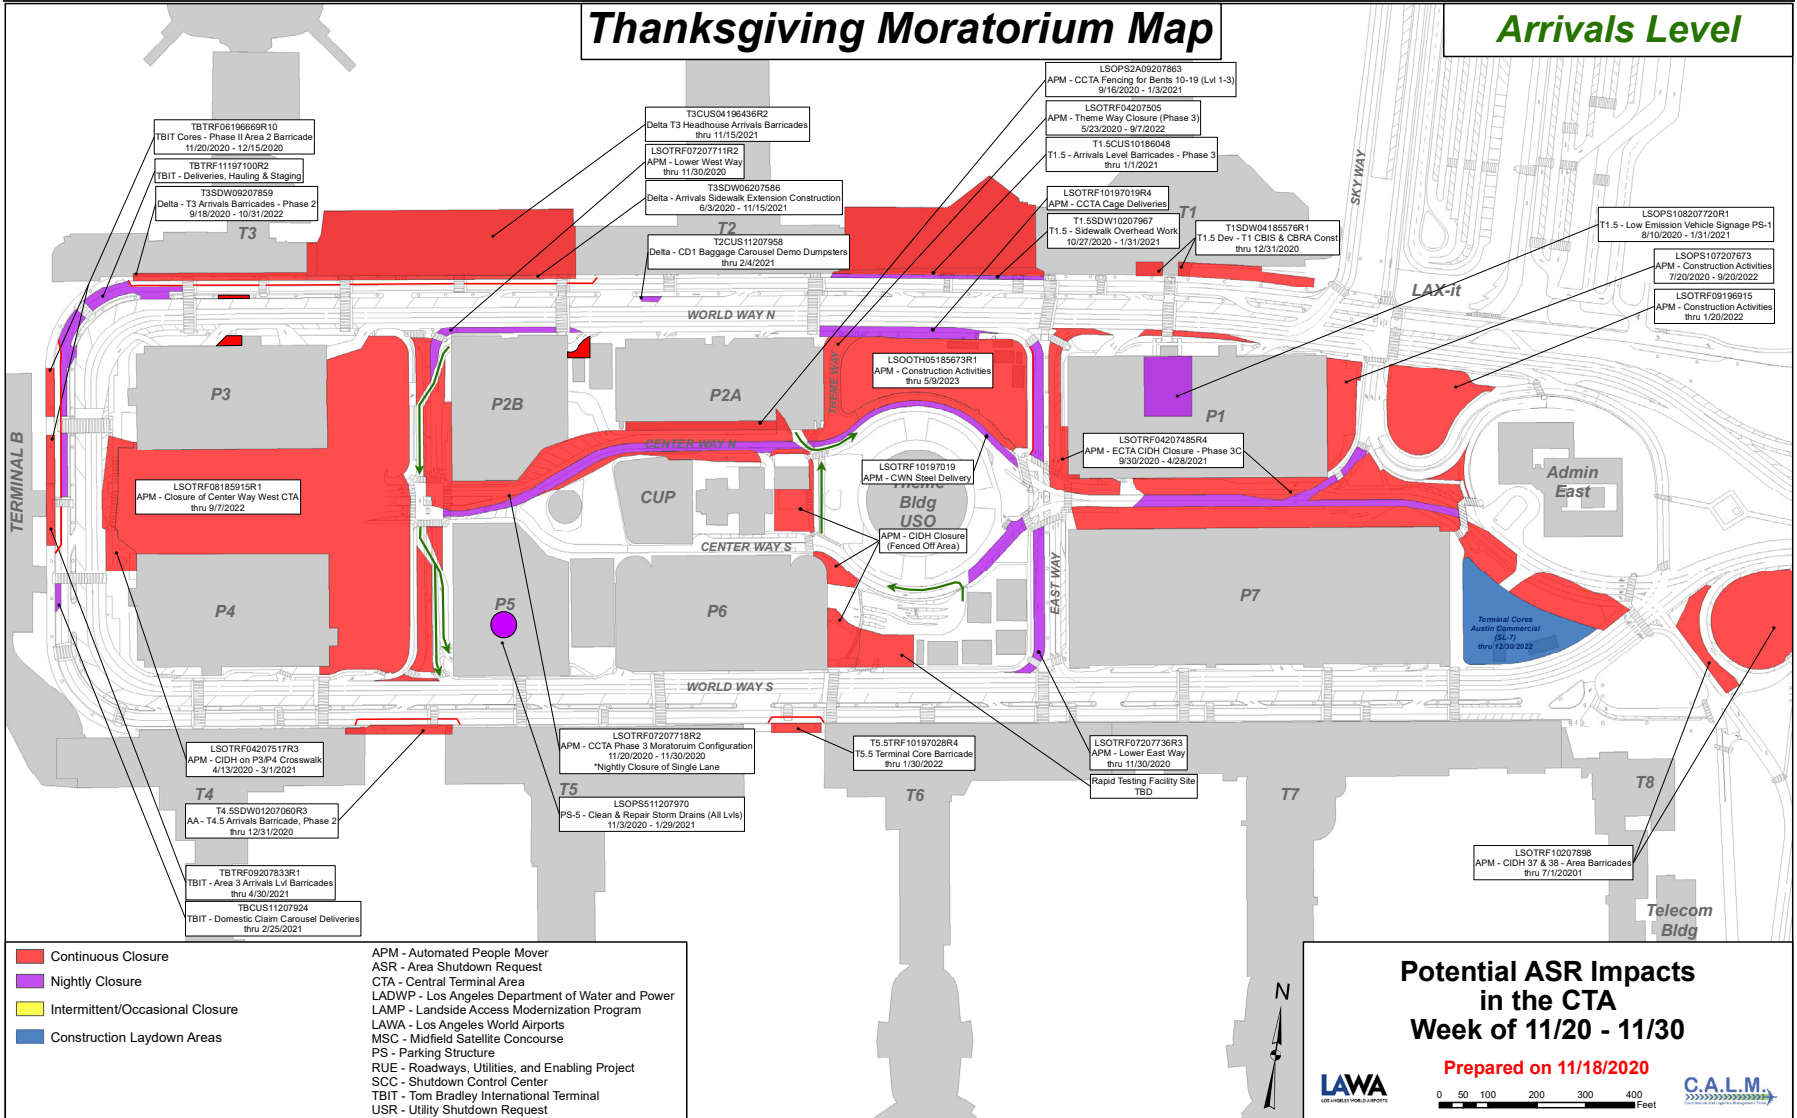 Thanksgiving Moratorium Map
Arrivals Level
LSOPS2A09207863
APM - CCTA Fencing for Bents 10-19 (Lvl 1-3)
9/16/2020 - 1/3/2021
LSOTRF04207505
APM - Theme Way Closure (Phase 3)
5/23/2020 - 9/7/2022
T1.5CUS10186048
T1.5 - Arrivals Level Barricades - Phase 3
thru 1/1/2021
LSOTRF10197019R4
APM - CCTA Cage Deliveries
T1.5SDW10207967
T1.5 - Sidewalk Overhead Work
10/27/2020 - 1/31/2021
T1SDW04185576R1
T1.5 Dev - T1 CBIS & CBRA Const
thru 12/31/2020
T3CUS04196436R2
Delta T3 Headhouse Arrivals Barricades
thru 11/15/2021
LSOTRF07207711R2
APM - Lower West Way
thru 11/30/2020
T3SDW06207586
Delta - Arrivals Sidewalk Extension Construction
6/3/2020 - 11/15/2021
T2CUS11207958
Delta - CD1 Baggage Carousel Demo Dumpsters
thru 2/4/2021
TBTRF06196669R10
TBIT Cores - Phase II Area 2 Barricade
11/20/2020 - 12/15/2020
TBTRF11197100R2
TBIT - Deliveries, Hauling & Staging
T3SDW09207859
Delta - T3 Arrivals Barricades - Phase 2
9/18/2020 - 10/31/2022
LSOPS108207720R1
T1.5 - Low Emission Vehicle Signage PS-1
8/10/2020 - 1/31/2021
LSOPS107207673
APM - Construction Activities
7/20/2020 - 9/20/2022
LSOTRF09196915
APM - Construction Activities
thru 1/20/2022
T3
T2
T1
SKY WAY
LAX-it
WORLD WAY N
P3
P2B
P2A
THEME WAY
LSOOTH05185673R1
APM - Construction Activities
thru 5/9/2023
P1
CENTER WAY N
LSOTRF04207485R4
APM - ECTA CIDH Closure - Phase 3C
9/30/2020 - 4/28/2021
LSOTRF10197019
APM - CWN Steel Delivery
Theme
Bldg
USO
Admin
East
TERMINAL B
LSOTRF08185915R1
APM - Closure of Center Way West CTA
thru 9/7/2022
CUP
APM - CIDH Closure
(Fenced Off Area)
CENTER WAY S
EAST WAY
P4
P5
P6
P7
Terminal Cores
Austin Commercial
(SL-7)
thru 12/30/2022
WORLD WAY S
LSOTRF04207517R3
APM - CIDH on P3/P4 Crosswalk
4/13/2020 - 3/1/2021
LSOTRF07207718R2
APM - CCTA Phase 3 Moratoruim Configuration
11/20/2020 - 11/30/2020
*Nightly Closure of Single Lane
T5.5TRF10197028R4
T5.5 Terminal Core Barricade
thru 1/30/2022
LSOTRF07207736R3
APM - Lower East Way
thru 11/30/2020
Rapid Testing Facility Site
TBD
T4
T5
T6
T7
T8
T4.5SDW01207060R3
AA - T4.5 Arrivals Barricade, Phase 2
thru 12/31/2020
LSOPS511207970
PS-5 - Clean & Repair Storm Drains (All Lvls)
11/3/2020 - 1/29/2021
LSOTRF10207898
APM - CIDH 37 & 38 - Area Barricades
thru 7/1/20201
TBTRF09207833R1
TBIT - Area 3 Arrivals Lvl Barricades
thru 4/30/2021
TBCUS11207924
TBIT - Domestic Claim Carousel Deliveries
thru 2/25/2021
Telecom
Bldg
Continuous Closure
Nightly Closure
Intermittent/Occasional Closure
Construction Laydown Areas
APM - Automated People Mover
ASR - Area Shutdown Request
CTA - Central Terminal Area
LADWP - Los Angeles Department of Water and Power
LAMP - Landside Access Modernization Program
LAWA - Los Angeles World Airports
MSC - Midfield Satellite Concourse
PS - Parking Structure
RUE - Roadways, Utilities, and Enabling Project
SCC - Shutdown Control Center
TBIT - Tom Bradley International Terminal
USR - Utility Shutdown Request
N
Potential ASR Impacts
in the CTA
Week of 11/20 - 11/30
Prepared on 11/18/2020
LAWA
LOS ANGELES WORLD AIRPORTS
0 50 100 200 300 400
Feet
C.A.L.M.